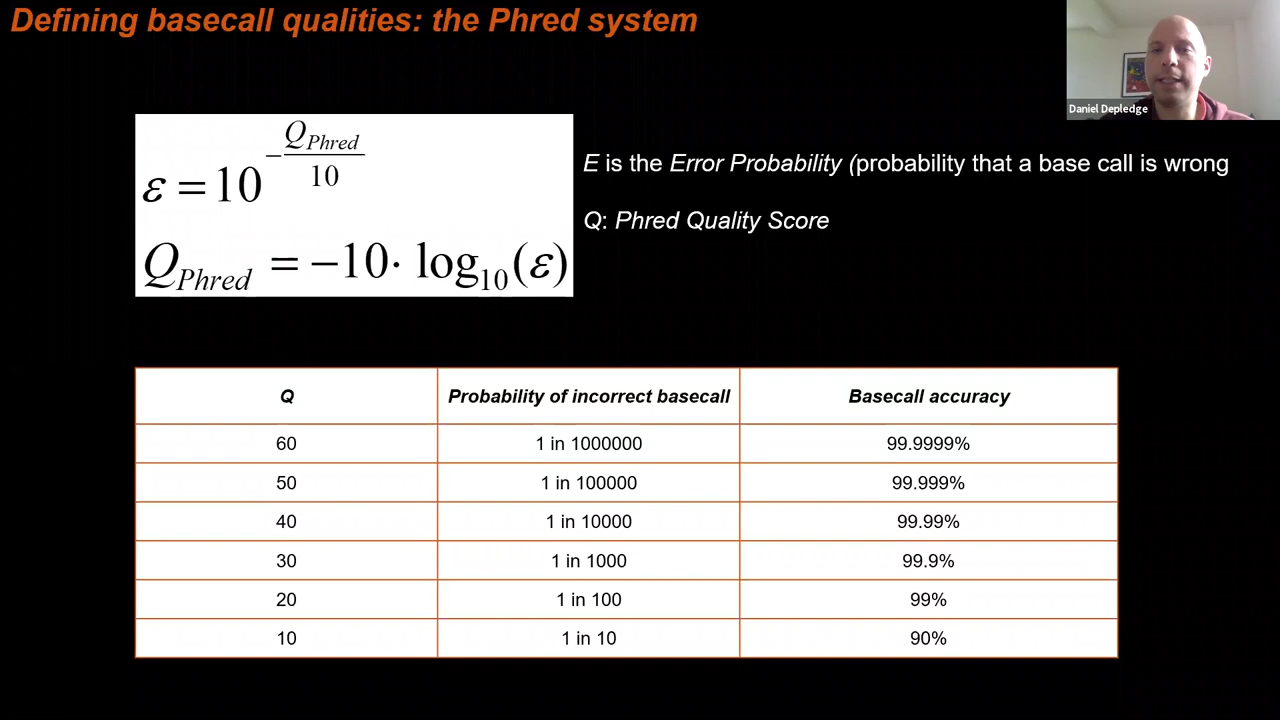 Defining basecall qualities: the Phred system
Daniel Depledge
ε = 10^(−Q_Phred/10)
Q_Phred = −10· log_10(ε)
E is the Error Probability (probability that a base call is wrong
Q: Phred Quality Score
Q Probability of incorrect basecall Basecall accuracy
60 1 in 1000000 99.9999%
50 1 in 100000 99.999%
40 1 in 10000 99.99%
30 1 in 1000 99.9%
20 1 in 100 99%
10 1 in 10 90%